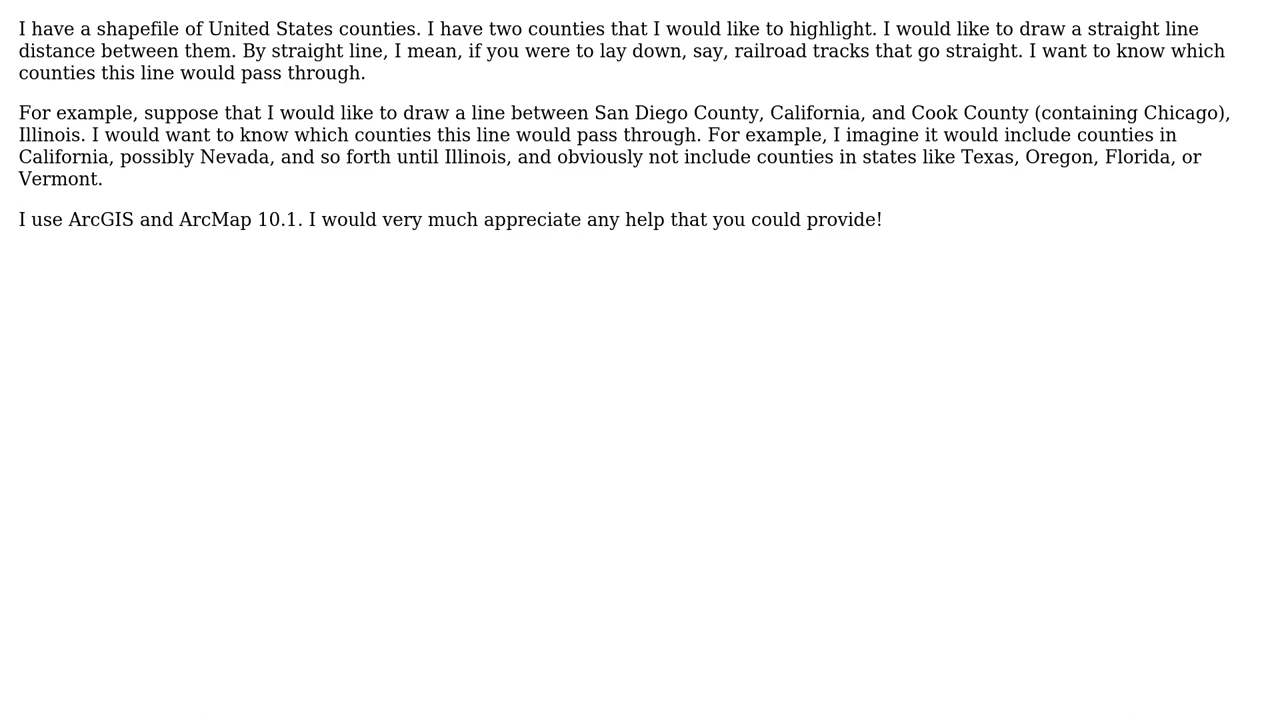 I have a shapefile of United States counties. I have two counties that I would like to highlight. I would like to draw a straight line
distance between them. By straight line, I mean, if you were to lay down, say, railroad tracks that go straight. I want to know which
counties this line would pass through.
For example, suppose that I would like to draw a line between San Diego County, California, and Cook County (containing Chicago),
Illinois. I would want to know which counties this line would pass through. For example, I imagine it would include counties in
California, possibly Nevada, and so forth until Illinois, and obviously not include counties in states like Texas, Oregon, Florida, or
Vermont.
I use ArcGIS and ArcMap 10.1. I would very much appreciate any help that you could provide!